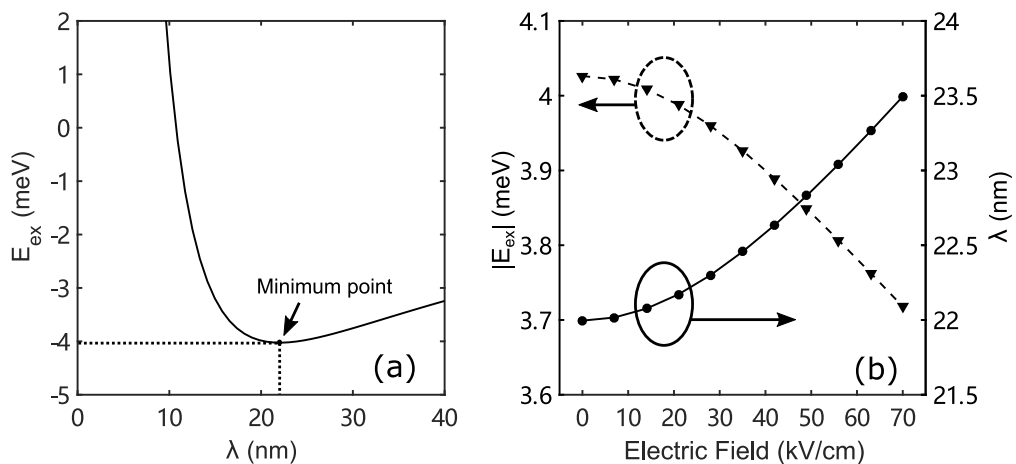 2
1
0
-1
-2
-3
-4
-5
E_ex (meV)
Minimum point
(a)
0 10 20 30 40
λ (nm)
4.1
4
3.9
3.8
3.7
3.6
|E_ex| (meV)
24
23.5
23
22.5
22
21.5
λ (nm)
(b)
0 10 20 30 40 50 60 70
Electric Field (kV/cm)